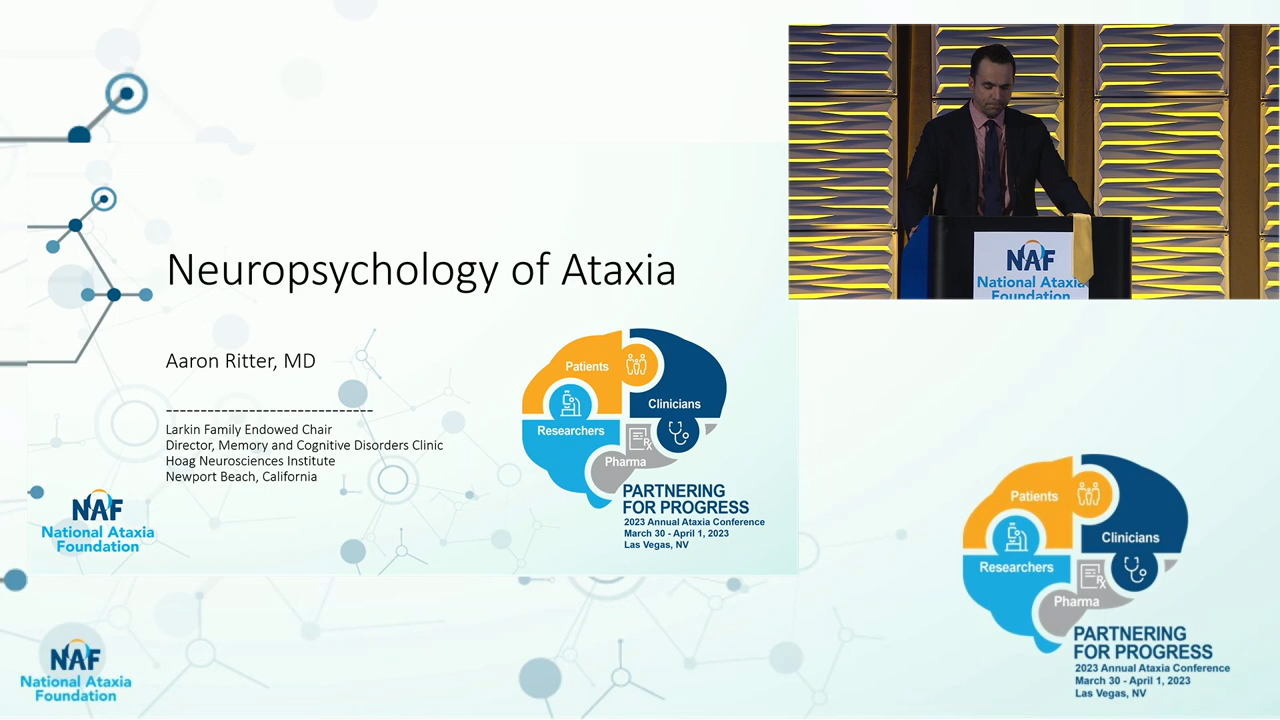 Neuropsychology of Ataxia
Aaron Ritter, MD
------------------------------
Larkin Family Endowed Chair
Director, Memory and Cognitive Disorders Clinic
Hoag Neurosciences Institute
Newport Beach, California
NAF
National Ataxia
Foundation
Patients
Clinicians
Researchers
Rx
Pharma
PARTNERING
FOR PROGRESS
2023 Annual Ataxia Conference
March 30 - April 1, 2023
Las Vegas, NV
NAF
National Ataxia
Foundation
NAF
National Ataxia
Foundation
Patients
Clinicians
Researchers
Rx
Pharma
PARTNERING
FOR PROGRESS
2023 Annual Ataxia Conference
March 30 - April 1, 2023
Las Vegas, NV